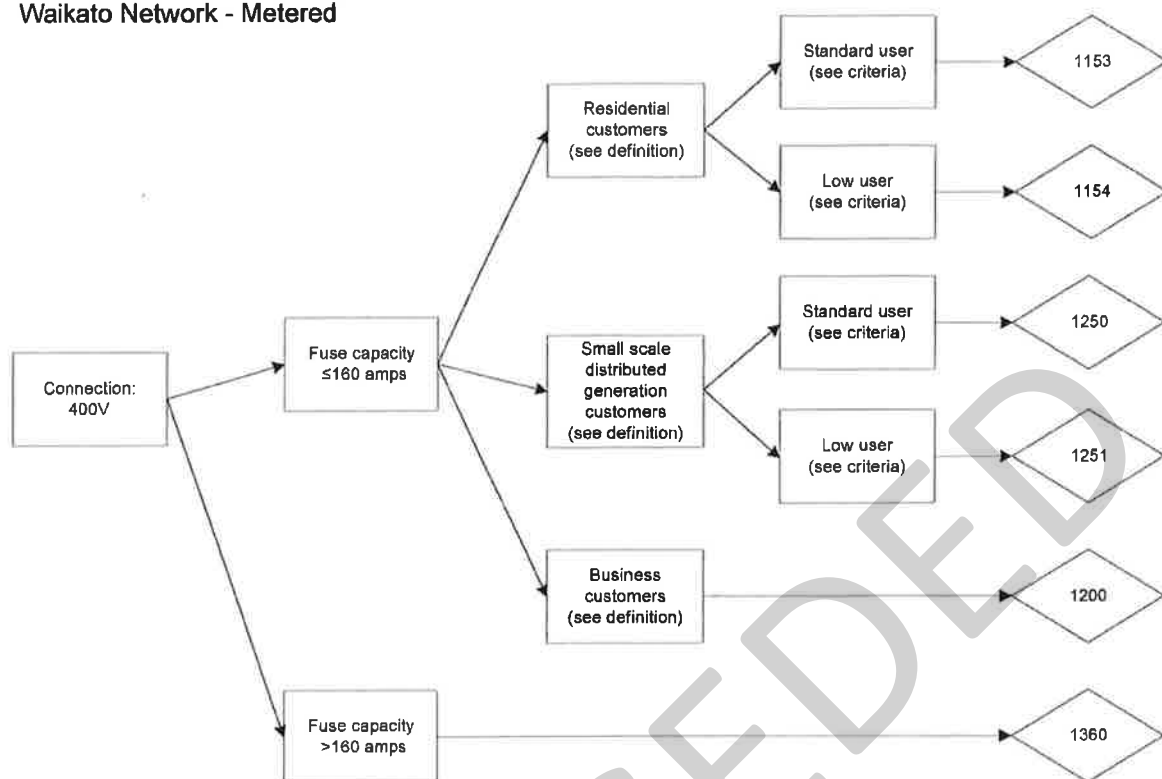 Waikato Network - Metered
Connection:
400V
Fuse capacity
≤160 amps
Fuse capacity
>160 amps
Residential
customers
(see definition)
Small scale
distributed
generation
customers
(see definition)
Business
customers
(see definition)
Standard user
(see criteria)
Low user
(see criteria)
Standard user
(see criteria)
Low user
(see criteria)
1153
1154
1250
1251
1200
1360
EDED